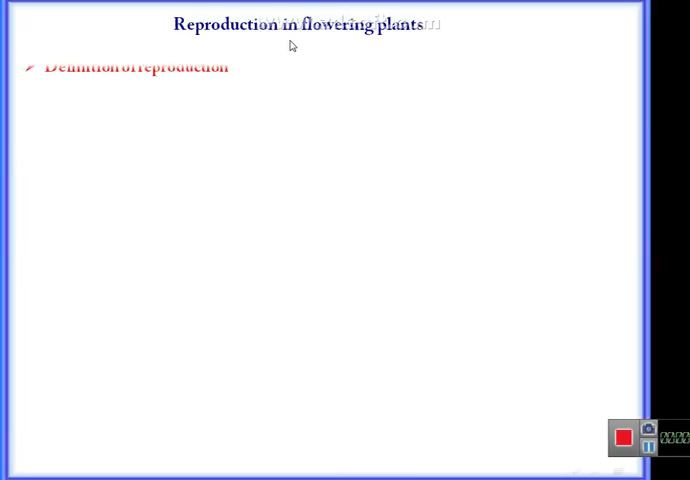 Reproduction in flowering plants
➢ Definition of reproduction